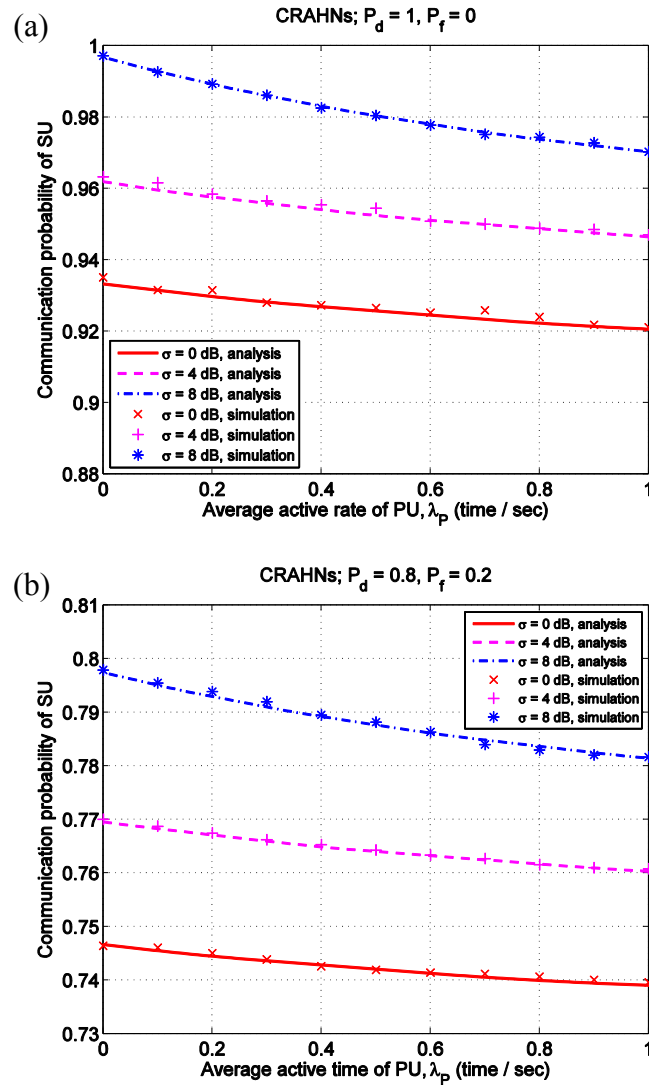 (a)
CRAHNs; P_d = 1, P_f = 0
Communication probability of SU
1
0.98
0.96
0.94
0.92
0.9
0.88
σ = 0 dB, analysis
σ = 4 dB, analysis
σ = 8 dB, analysis
σ = 0 dB, simulation
σ = 4 dB, simulation
σ = 8 dB, simulation
0 0.2 0.4 0.6 0.8 1
Average active rate of PU, λ_P (time / sec)
(b)
CRAHNs; P_d = 0.8, P_f = 0.2
Communication probability of SU
0.81
0.8
0.79
0.78
0.77
0.76
0.75
0.74
0.73
σ = 0 dB, analysis
σ = 4 dB, analysis
σ = 8 dB, analysis
σ = 0 dB, simulation
σ = 4 dB, simulation
σ = 8 dB, simulation
0 0.2 0.4 0.6 0.8 1
Average active time of PU, λ_P (time / sec)